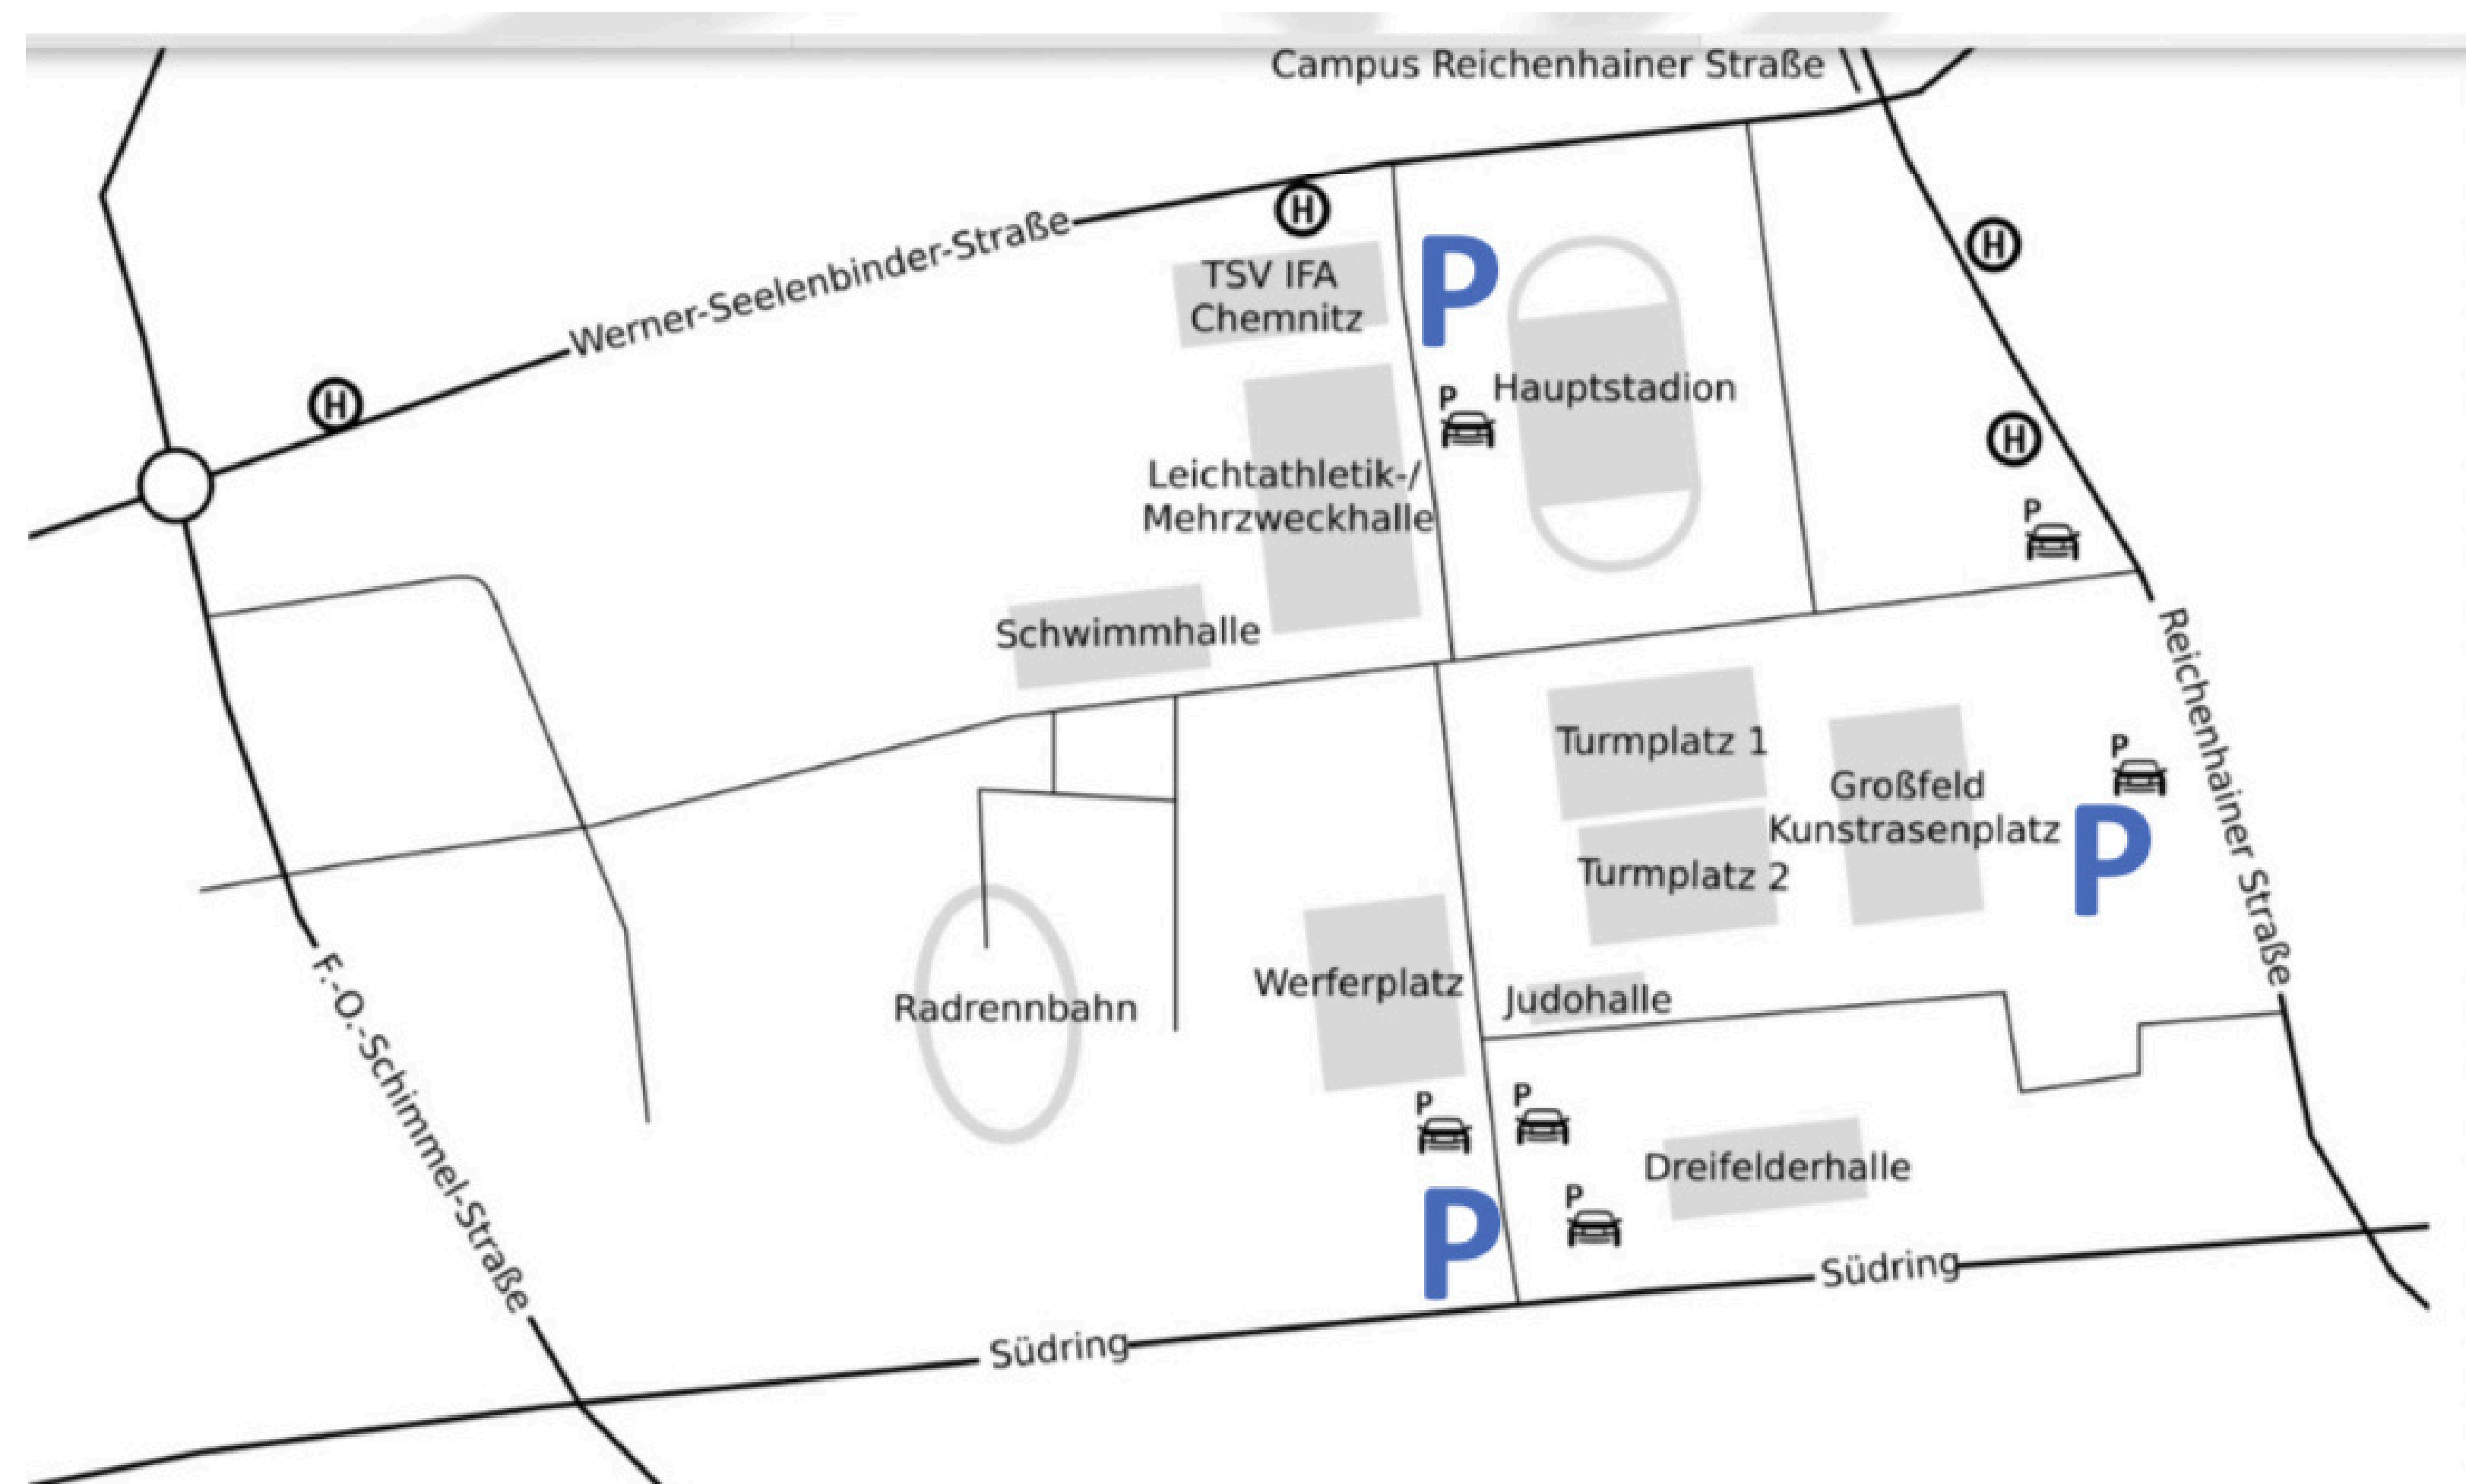 Campus Reichenhainer Straße
H
Werner-Seelenbinder-Straße
H
TSV IFA
Chemnitz
P
H
P
Hauptstadion
H
H
Leichtathletik-/
Mehrzweckhalle
P
Schwimmhalle
Reichenhainer Straße
Turmplatz 1
P
Großfeld
Kunstrasenplatz
P
Turmplatz 2
F.-O.-Schimmel-Straße
Werferplatz
Judohalle
Radrennbahn
P
P
Dreifelderhalle
P
P
Südring
Südring